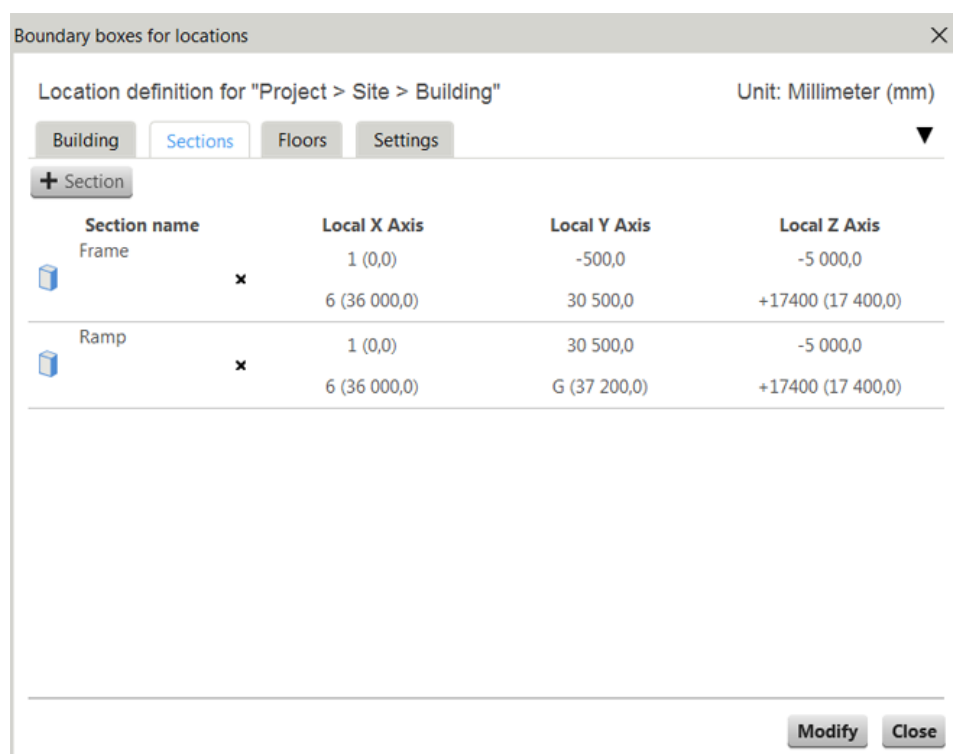 Boundary boxes for locations
Location definition for "Project > Site > Building" Unit: Millimeter (mm)
Building Sections Floors Settings
+ Section
Section name Local X Axis Local Y Axis Local Z Axis
Frame
1 (0,0) -500,0 -5 000,0
6 (36 000,0) 30 500,0 +17400 (17 400,0)
Ramp
1 (0,0) 30 500,0 -5 000,0
6 (36 000,0) G (37 200,0) +17400 (17 400,0)
Modify Close